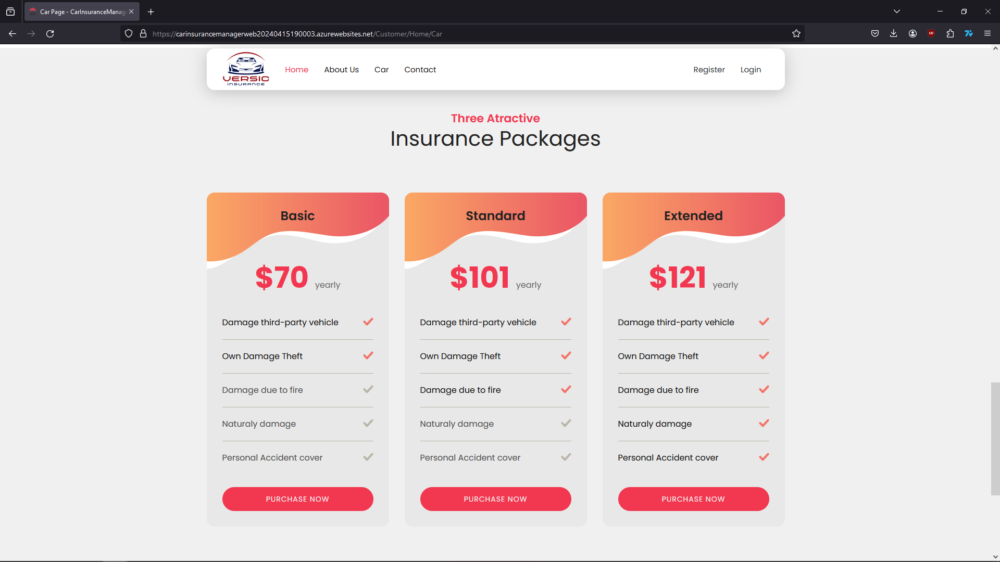 Car Page - CarInsuranceManag
https://carinsurancemanagerweb20240415190003.azurewebsites.net/Customer/Home/Car
VERSIC
INSURANCE
Home
About Us
Car
Contact
Register
Login
Three Atractive
Insurance Packages
Basic
$70 yearly
Damage third-party vehicle
Own Damage Theft
Damage due to fire
Naturaly damage
Personal Accident cover
PURCHASE NOW
Standard
$101 yearly
Damage third-party vehicle
Own Damage Theft
Damage due to fire
Naturaly damage
Personal Accident cover
PURCHASE NOW
Extended
$121 yearly
Damage third-party vehicle
Own Damage Theft
Damage due to fire
Naturaly damage
Personal Accident cover
PURCHASE NOW